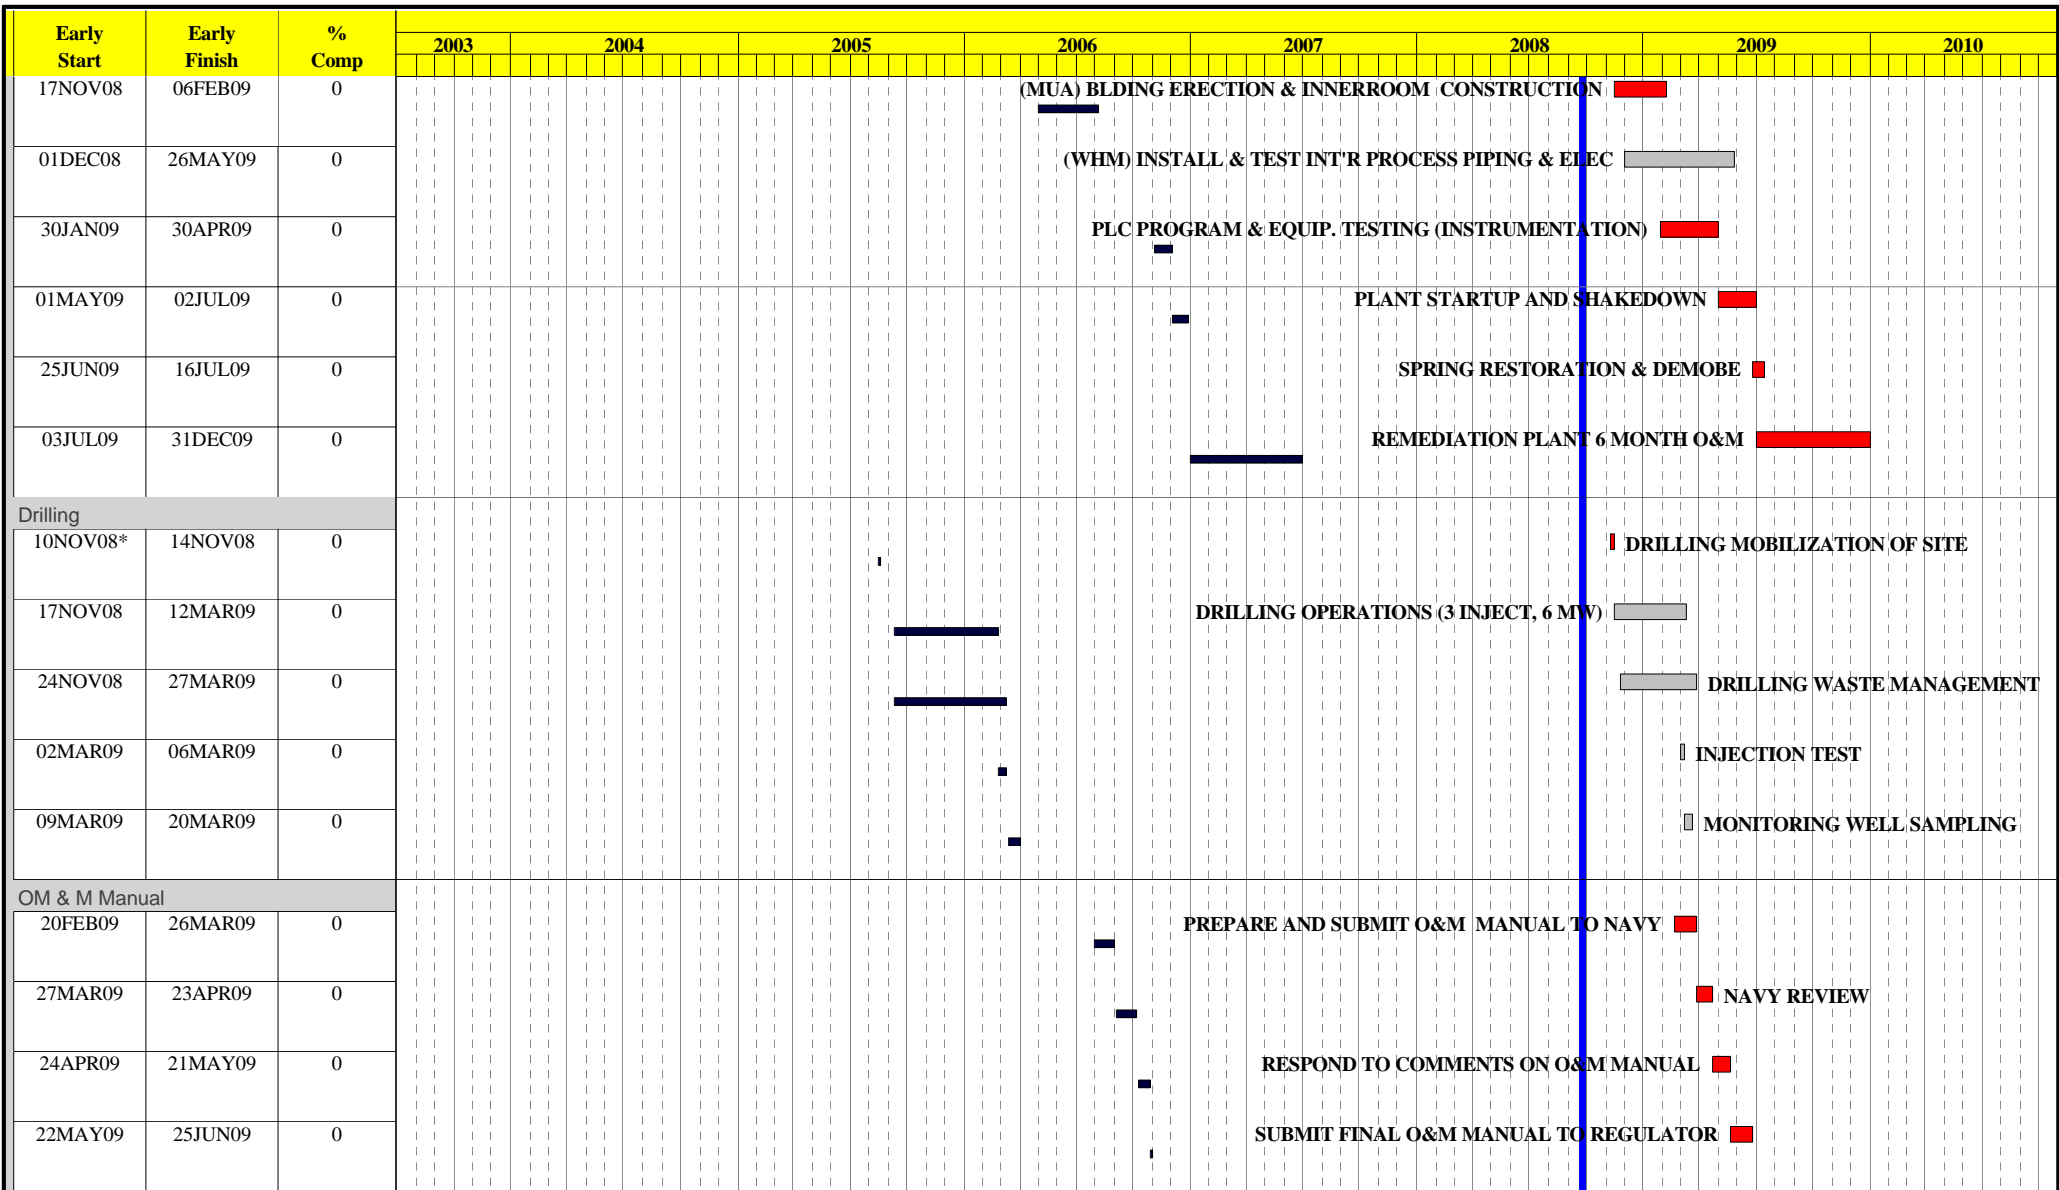 Early Early %
2003 2004 2005 2006 2007 2008 2009 2010
Start Finish Comp
17NOV08 06FEB09 0 (MUA) BLDING ERECTION & INNERROOM CONSTRUCTION
01DEC08 26MAY09 0 (WHM) INSTALL & TEST INT'R PROCESS PIPING & ELEC
30JAN09 30APR09 0 PLC PROGRAM & EQUIP. TESTING (INSTRUMENTATION)
01MAY09 02JUL09 0 PLANT STARTUP AND SHAKEDOWN
25JUN09 16JUL09 0 SPRING RESTORATION & DEMOBE
03JUL09 31DEC09 0 REMEDIATION PLANT 6 MONTH O&M
Drilling
10NOV08* 14NOV08 0 DRILLING MOBILIZATION OF SITE
17NOV08 12MAR09 0 DRILLING OPERATIONS (3 INJECT, 6 MW)
24NOV08 27MAR09 0 DRILLING WASTE MANAGEMENT
02MAR09 06MAR09 0 INJECTION TEST
09MAR09 20MAR09 0 MONITORING WELL SAMPLING
OM & M Manual
20FEB09 26MAR09 0 PREPARE AND SUBMIT O&M MANUAL TO NAVY
27MAR09 23APR09 0 NAVY REVIEW
24APR09 21MAY09 0 RESPOND TO COMMENTS ON O&M MANUAL
22MAY09 25JUN09 0 SUBMIT FINAL O&M MANUAL TO REGULATOR